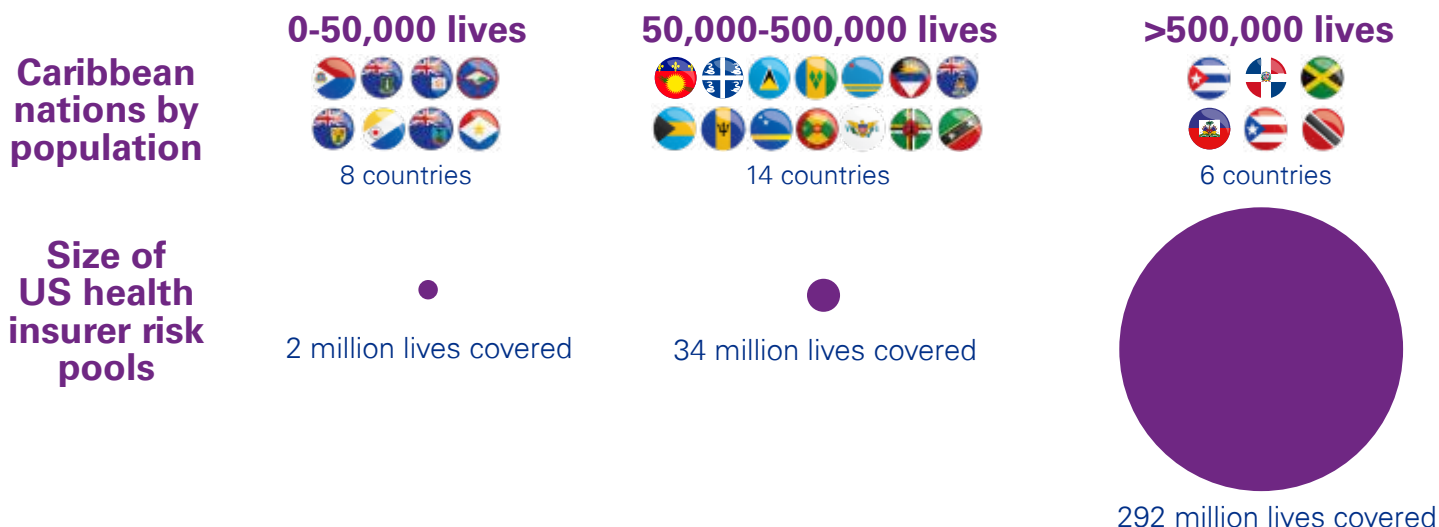 0-50,000 lives
50,000-500,000 lives
>500,000 lives
Caribbean
nations by
population
8 countries
14 countries
6 countries
Size of
US health
insurer risk
pools
2 million lives covered
34 million lives covered
292 million lives covered